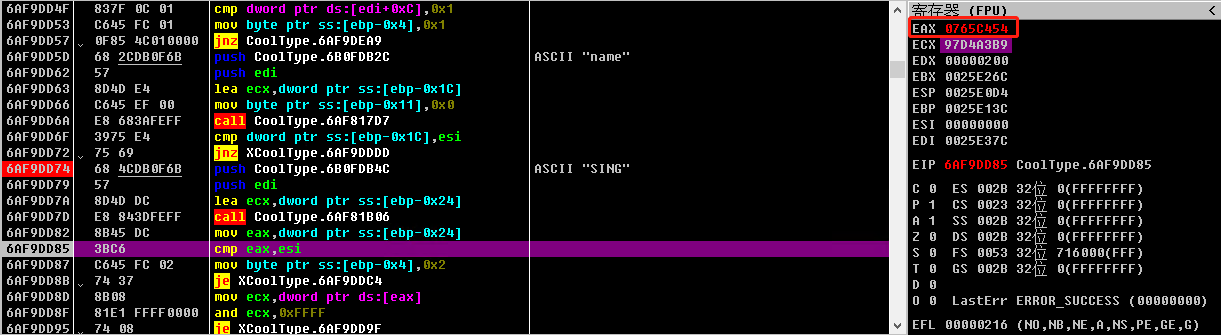 6AF9DD4F 837F 0C 01 cmp dword ptr ds:[edi+0xC],0x1
6AF9DD53 C645 FC 01 mov byte ptr ss:[ebp-0x4],0x1
6AF9DD57 0F85 4C010000 jnz CoolType.6AF9DEA9
6AF9DD5D 68 2CDB0F6B push CoolType.6B0FDB2C ASCII "name"
6AF9DD62 57 push edi
6AF9DD63 8D4D E4 lea ecx,dword ptr ss:[ebp-0x1C]
6AF9DD66 C645 EF 00 mov byte ptr ss:[ebp-0x11],0x0
6AF9DD6A E8 683AFEFF call CoolType.6AF817D7
6AF9DD6F 3975 E4 cmp dword ptr ss:[ebp-0x1C],esi
6AF9DD72 75 69 jnz XCoolType.6AF9DDDD
6AF9DD74 68 4CDB0F6B push CoolType.6B0FDB4C ASCII "SING"
6AF9DD79 57 push edi
6AF9DD7A 8D4D DC lea ecx,dword ptr ss:[ebp-0x24]
6AF9DD7D E8 843DFEFF call CoolType.6AF81B06
6AF9DD82 8B45 DC mov eax,dword ptr ss:[ebp-0x24]
6AF9DD85 3BC6 cmp eax,esi
6AF9DD87 C645 FC 02 mov byte ptr ss:[ebp-0x4],0x2
6AF9DD8B 74 37 je XCoolType.6AF9DDC4
6AF9DD8D 8B08 mov ecx,dword ptr ds:[eax]
6AF9DD8F 81E1 FFFF0000 and ecx,0xFFFF
6AF9DD95 74 08 je XCoolType.6AF9DD9F
寄存器 (FPU) <
EAX 0765C454
ECX 97D4A3B9
EDX 00000200
EBX 0025E26C
ESP 0025E0D4
EBP 0025E13C
ESI 00000000
EDI 0025E37C
EIP 6AF9DD85 CoolType.6AF9DD85
C 0 ES 002B 32位 0(FFFFFFFF)
P 1 CS 0023 32位 0(FFFFFFFF)
A 1 SS 002B 32位 0(FFFFFFFF)
Z 0 DS 002B 32位 0(FFFFFFFF)
S 0 FS 0053 32位 716000(FFF)
T 0 GS 002B 32位 0(FFFFFFFF)
D 0
O 0 LastErr ERROR_SUCCESS (00000000)
EFL 00000216 (NO,NB,NE,A,NS,PE,GE,G)